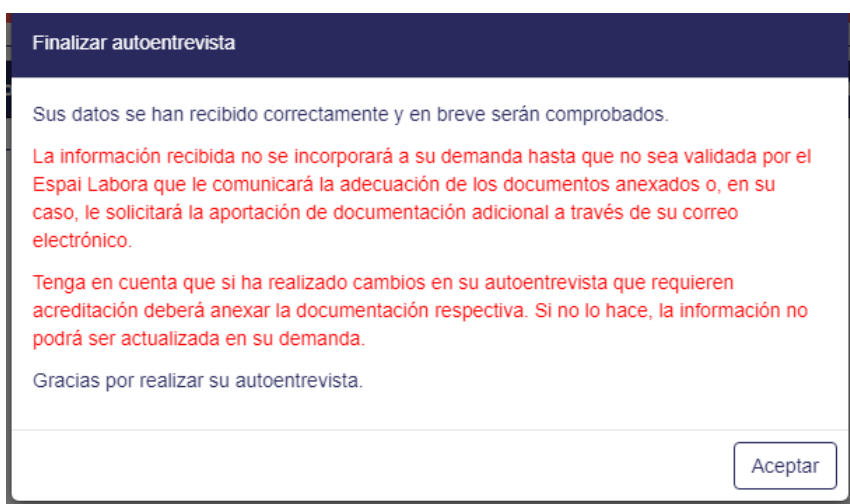 Finalizar autoentrevista
Sus datos se han recibido correctamente y en breve serán comprobados.
La información recibida no se incorporará a su demanda hasta que no sea validada por el
Espai Labora que le comunicará la adecuación de los documentos anexados o, en su
caso, le solicitará la aportación de documentación adicional a través de su correo
electrónico.
Tenga en cuenta que si ha realizado cambios en su autoentrevista que requieren
acreditación deberá anexar la documentación respectiva. Si no lo hace, la información no
podrá ser actualizada en su demanda.
Gracias por realizar su autoentrevista.
Aceptar